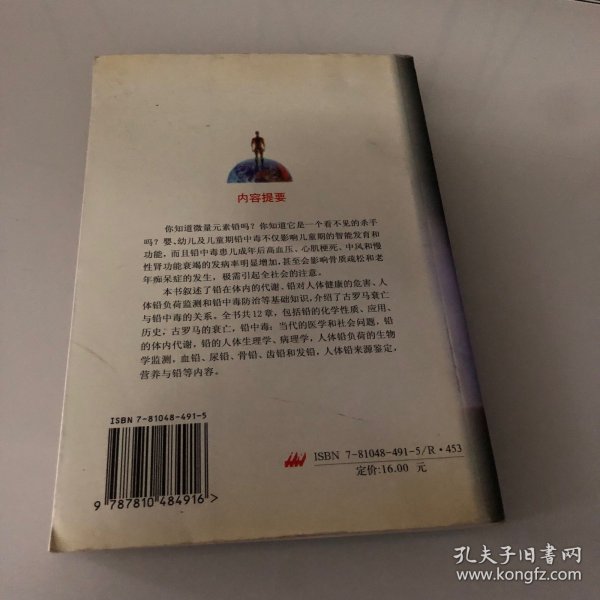 内容提要
你知道微量元素铅吗？你知道它是一个看不见的杀手
吗？婴、幼儿及儿童期铅中毒不仅影响儿童期的智能发育和
功能，而且铅中毒患儿成年后高血压、心肌梗死、中风和慢
性肾功能衰竭的发病率明显增加，甚至会影响骨质疏松和老
年痴呆症的发生，极需引起全社会的注意。
本书叙述了铅在体内的代谢、铅对人体健康的危害、人
体铅负荷监测和铅中毒防治等基础知识，介绍了古罗马衰亡
与铅中毒的关系。全书共12章，包括铅的化学性质、应用、
历史，古罗马的衰亡，铅中毒：当代的医学和社会问题，铅
的体内代谢，铅的人体生理学、病理学，人体铅负荷的生物
学监测，血铅、尿铅、骨铅、齿铅和发铅，人体铅来源鉴定，
营养与铅等内容。
ISBN 7-81048-491-5
9 787810 484916>
ISBN 7-81048-491-5/R·453
定价:16.00 元
孔夫子旧书网
www.kongfz.com